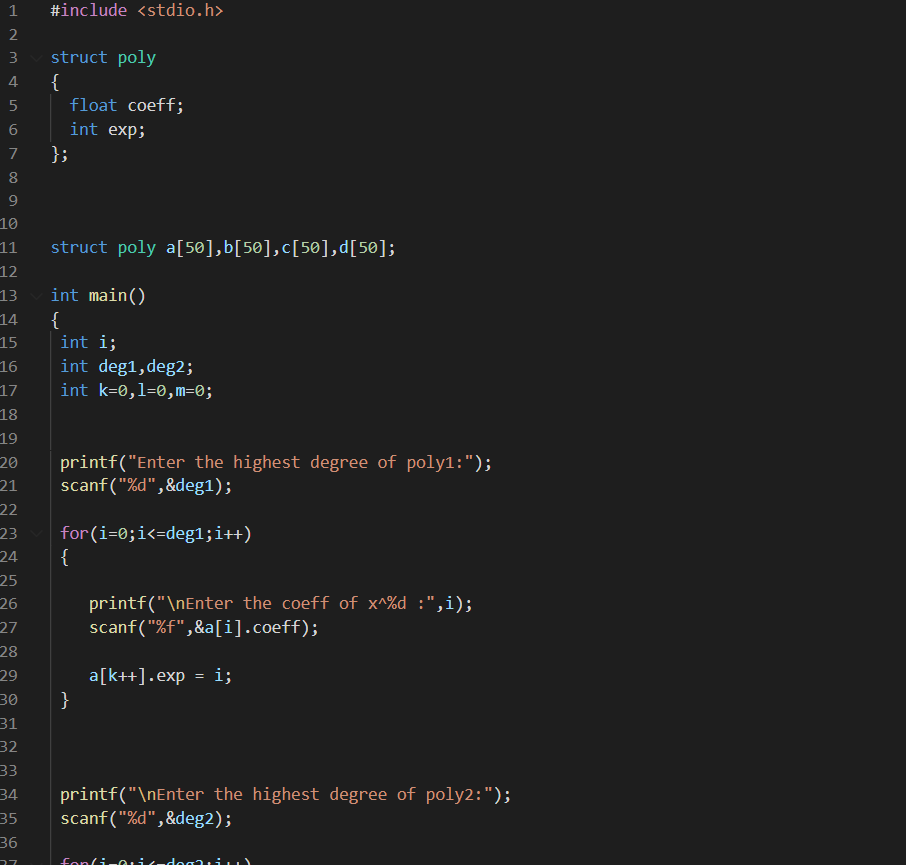 1 #include <stdio.h>
2
3 struct poly
4 {
5 float coeff;
6 int exp;
7 };
8
9
10
11 struct poly a[50],b[50],c[50],d[50];
12
13 int main()
14 {
15 int i;
16 int deg1,deg2;
17 int k=0,l=0,m=0;
18
19
20 printf("Enter the highest degree of poly1:");
21 scanf("%d",&deg1);
22
23 for(i=0;i<=deg1;i++)
24 {
25
26 printf("\nEnter the coeff of x^%d :",i);
27 scanf("%f",&a[i].coeff);
28
29 a[k++].exp = i;
30 }
31
32
33
34 printf("\nEnter the highest degree of poly2:");
35 scanf("%d",&deg2);
36
37 for(i=0;i<=deg2;i++)